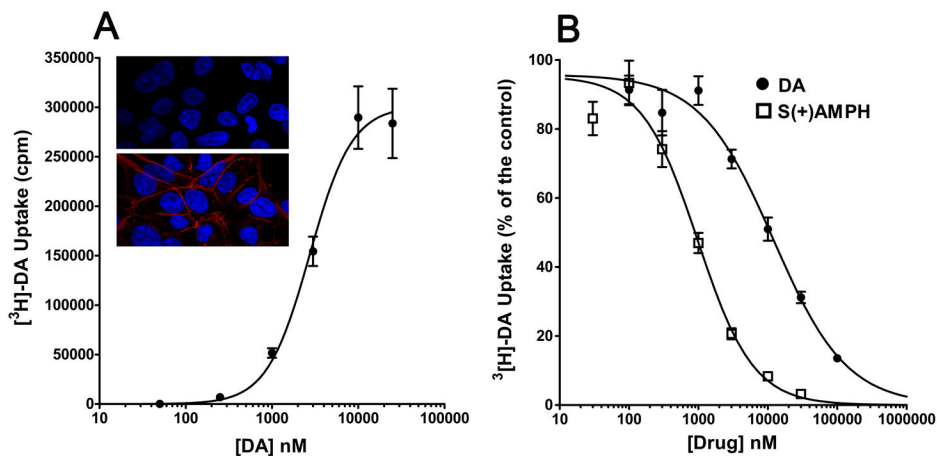 A
[³H]-DA Uptake (cpm)
350000
300000
250000
200000
150000
100000
50000
0
10 100 1000 10000 100000
[DA] nM
B
³[H]-DA Uptake (% of the control)
100
80
60
40
20
0
DA
S(+)AMPH
10 100 1000 10000 100000 1000000
[Drug] nM